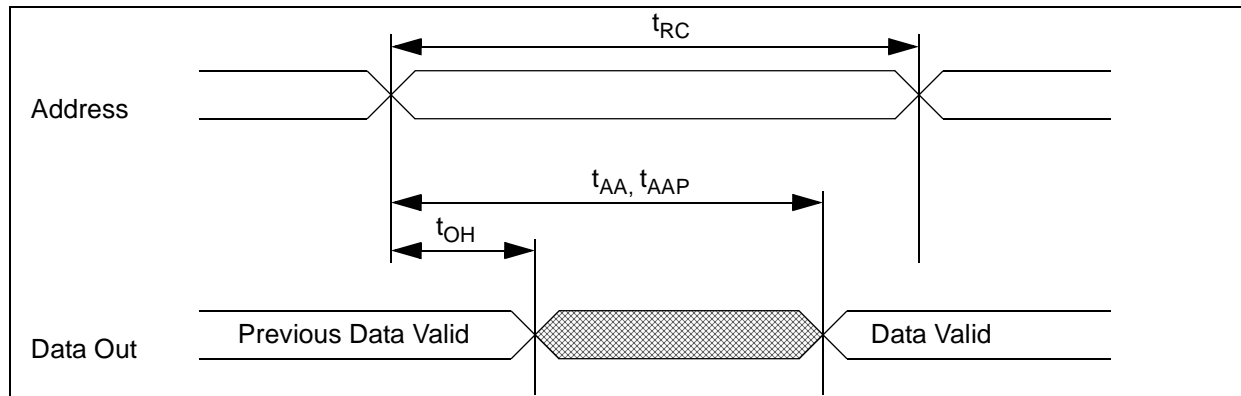 tRC
Address
tAA, tAAP
tOH
Previous Data Valid
Data Valid
Data Out